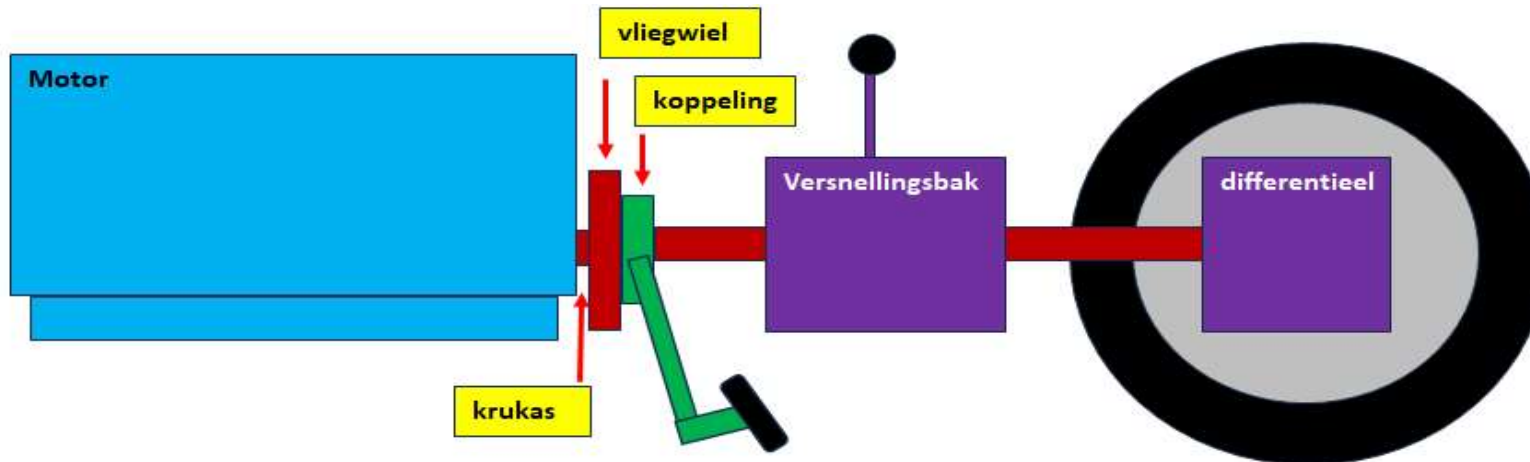 vliegwiel
Motor
koppeling
Versnellingsbak
differentieel
krukas